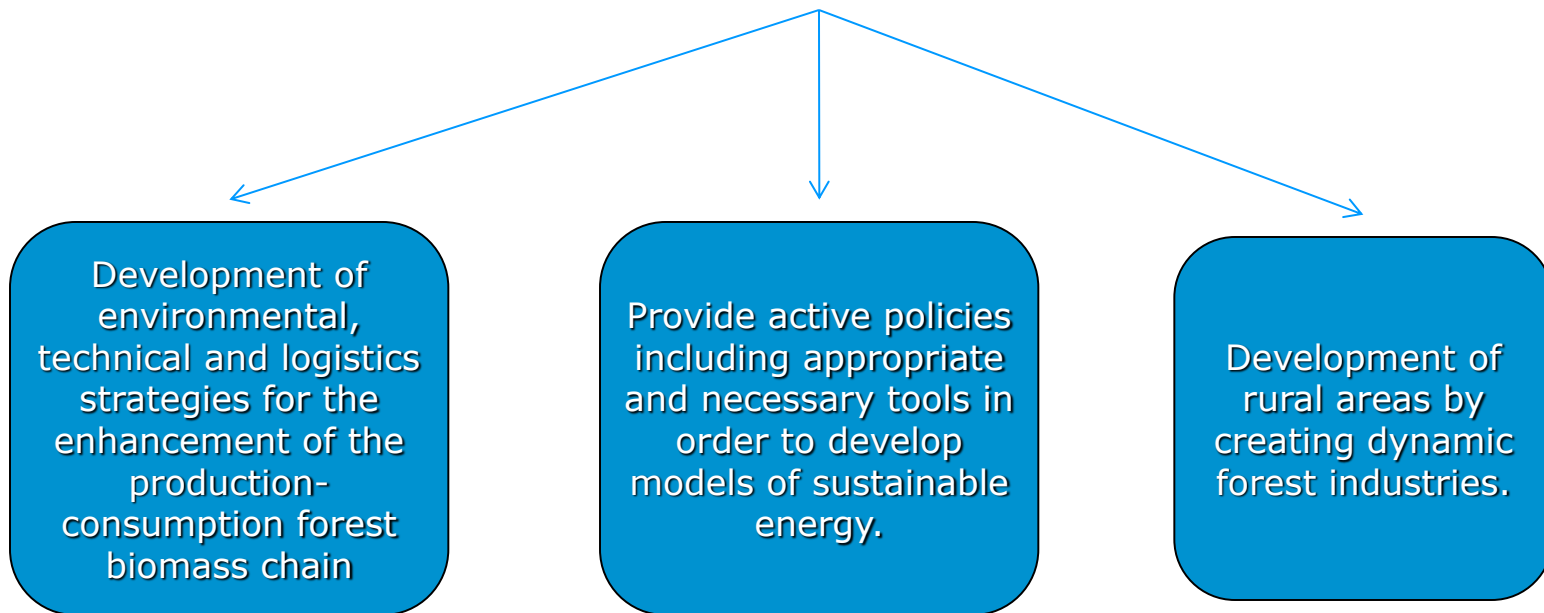 Development of
environmental,
technical and logistics
strategies for the
enhancement of the
production-
consumption forest
biomass chain
Provide active policies
including appropriate
and necessary tools in
order to develop
models of sustainable
energy.
Development of
rural areas by
creating dynamic
forest industries.